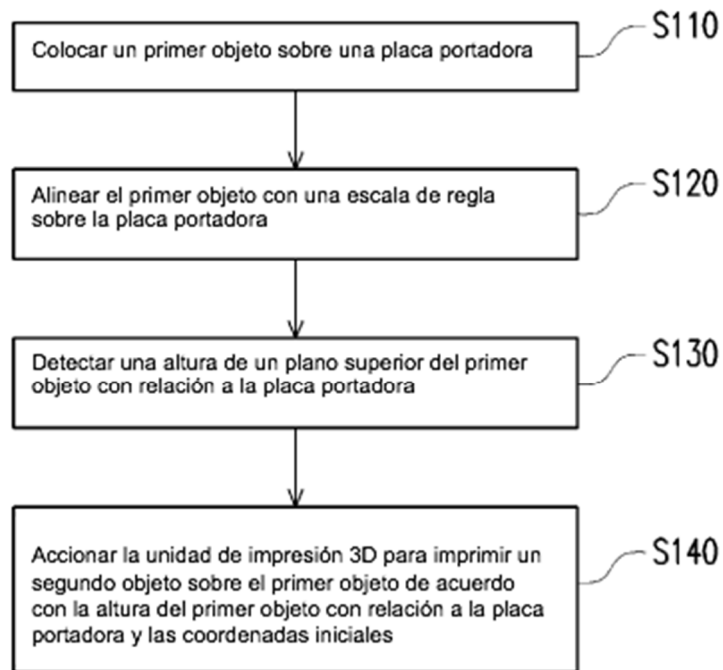 S110
Colocar un primer objeto sobre una placa portadora
S120
Alinear el primer objeto con una escala de regla
sobre la placa portadora
S130
Detectar una altura de un plano superior del primer
objeto con relación a la placa portadora
S140
Accionar la unidad de impresión 3D para imprimir un
segundo objeto sobre el primer objeto de acuerdo
con la altura del primer objeto con relación a la placa
portadora y las coordenadas iniciales